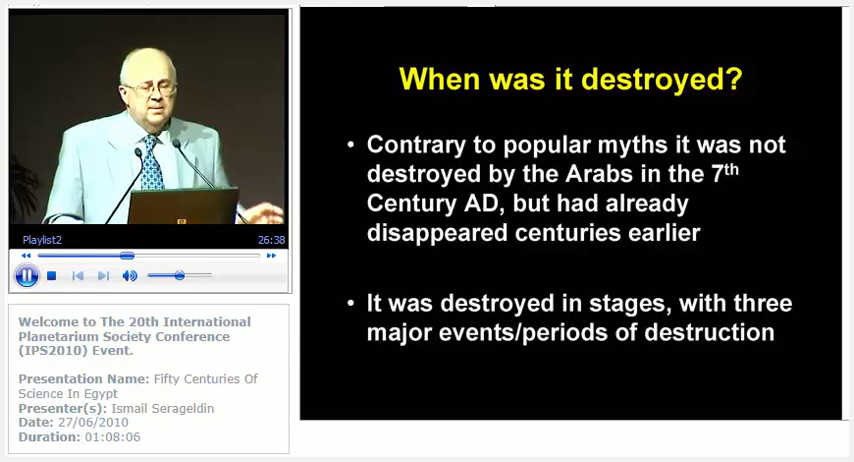 Playlist2 26:38
Welcome to The 20th International
Planetarium Society Conference
(IPS2010) Event.
Presentation Name: Fifty Centuries Of
Science In Egypt
Presenter(s): Ismail Serageldin
Date: 27/06/2010
Duration: 01:08:06
When was it destroyed?
• Contrary to popular myths it was not
destroyed by the Arabs in the 7th
Century AD, but had already
disappeared centuries earlier
• It was destroyed in stages, with three
major events/periods of destruction